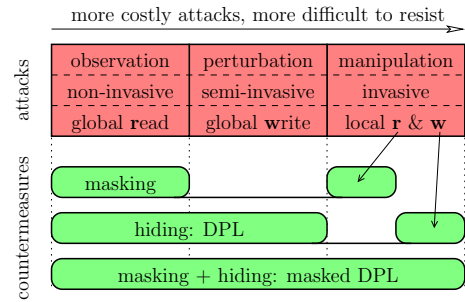 more costly attacks, more difficult to resist
attacks
observation perturbation manipulation
non-invasive semi-invasive invasive
global read global write local r & w
countermeasures
masking
hiding: DPL
masking + hiding: masked DPL